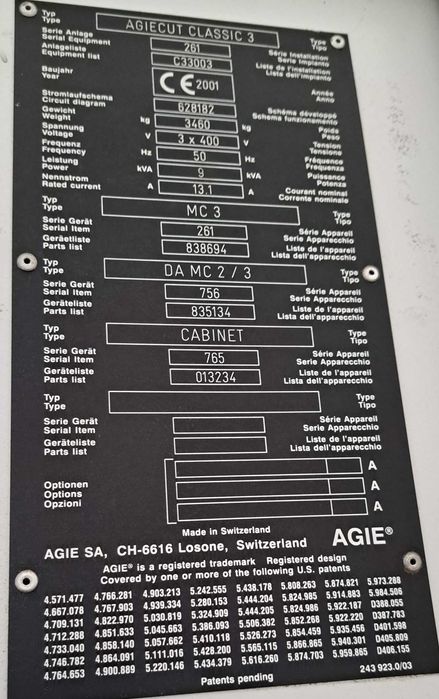 Typ AGIECUT CLASSIC 3 Type
Type Tipo
Serie Anlage 261 Série Installation
Serial Equipment Serie Impianto
Anlageliste C33003 Liste de l'installation
Equipment list Lista dell'impianto
Baujahr CE 2001 Année
Year Anno
Stromlaufschema 628182 Schéma développé
Circuit diagram Schema funzionamento
Gewicht kg 3460 kg Poids
Weight Peso
Spannung V 3 x 400 V Tension
Voltage Tensione
Frequenz Hz 50 Hz Fréquence
Frequency Frequenza
Leistung kVA 9 kVA Puissance
Power Potenza
Nennstrom A 13.1 A Courant nominale
Rated current Corrente nominale
Typ MC 3 Type
Type Tipo
Serie Gerät 261 Série Appareil
Serial Item Serie Apparecchio
Geräteliste 838694 Liste de l'appareil
Parts list Lista dell'apparecchio
Typ DA MC 2 / 3 Type
Type Tipo
Serie Gerät 756 Série Appareil
Serial Item Serie Apparecchio
Geräteliste 835134 Liste de l'appareil
Parts list Lista dell'apparecchio
Typ CABINET Type
Type Tipo
Serie Gerät 765 Série Appareil
Serial Item Serie Apparecchio
Geräteliste 013234 Liste de l'appareil
Parts list Lista dell'apparecchio
Typ Type
Type Tipo
Serie Gerät Série Appareil
Serial Item Serie Apparecchio
Geräteliste Liste de l'appareil
Parts list Lista dell'apparecchio
A
Optionen
Options A
Opzioni
A
Made in Switzerland
AGIE SA, CH-6616 Losone, Switzerland AGIE®
AGIE® is a registered trademark Registered design
Covered by one or more of the following U.S. patents
4.571.477 4.766.281 4.903.213 5.242.555 5.438.178 5.808.263 5.874.821 5.973.288
4.667.078 4.767.903 4.939.334 5.280.153 5.444.204 5.824.985 5.914.883 5.984.506
4.709.131 4.822.970 5.030.819 5.324.909 5.444.205 5.824.986 5.922.187 D388.055
4.712.288 4.851.633 5.045.663 5.386.093 5.506.382 5.852.268 5.922.220 D387.783
4.733.040 4.858.140 5.057.662 5.410.118 5.526.273 5.854.459 5.935.456 D401.598
4.746.782 4.864.091 5.111.016 5.428.200 5.565.115 5.866.865 5.940.301 D405.809
4.764.653 4.900.889 5.220.146 5.434.379 5.616.260 5.874.703 5.959.865 D406.155
Patents pending 243 923.0/03